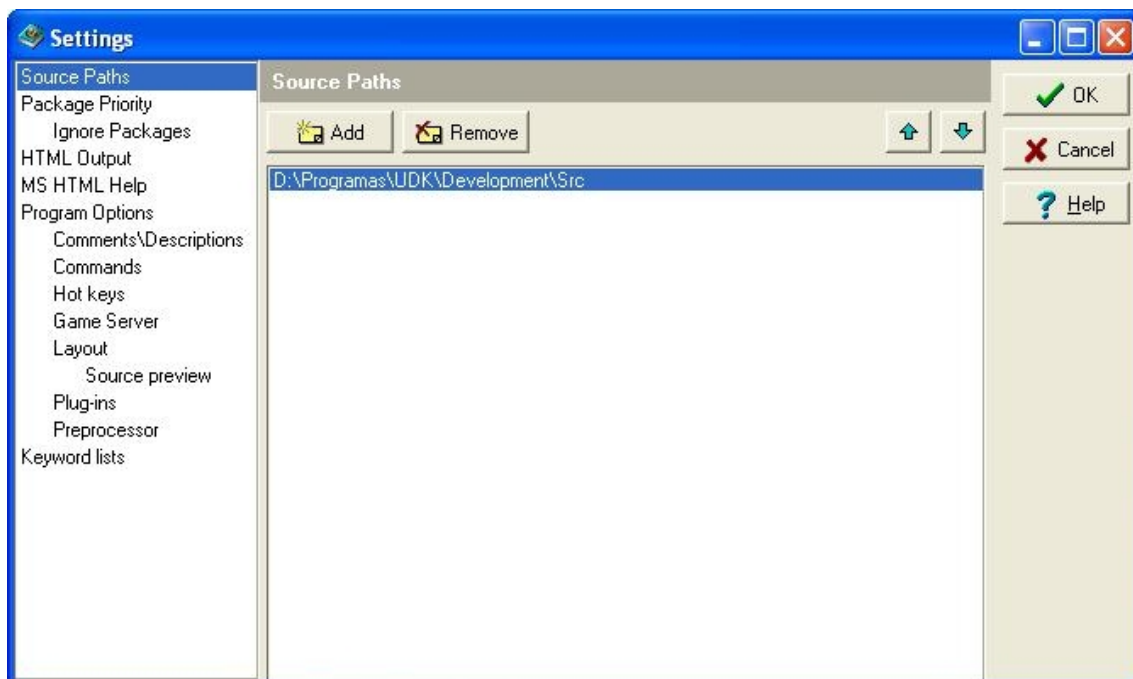 Settings
Source Paths
Package Priority
Ignore Packages
HTML Output
MS HTML Help
Program Options
Comments\Descriptions
Commands
Hot keys
Game Server
Layout
Source preview
Plug-ins
Preprocessor
Keyword lists
Source Paths
Add
Remove
D:\Programas\UDK\Development\Src
OK
Cancel
Help